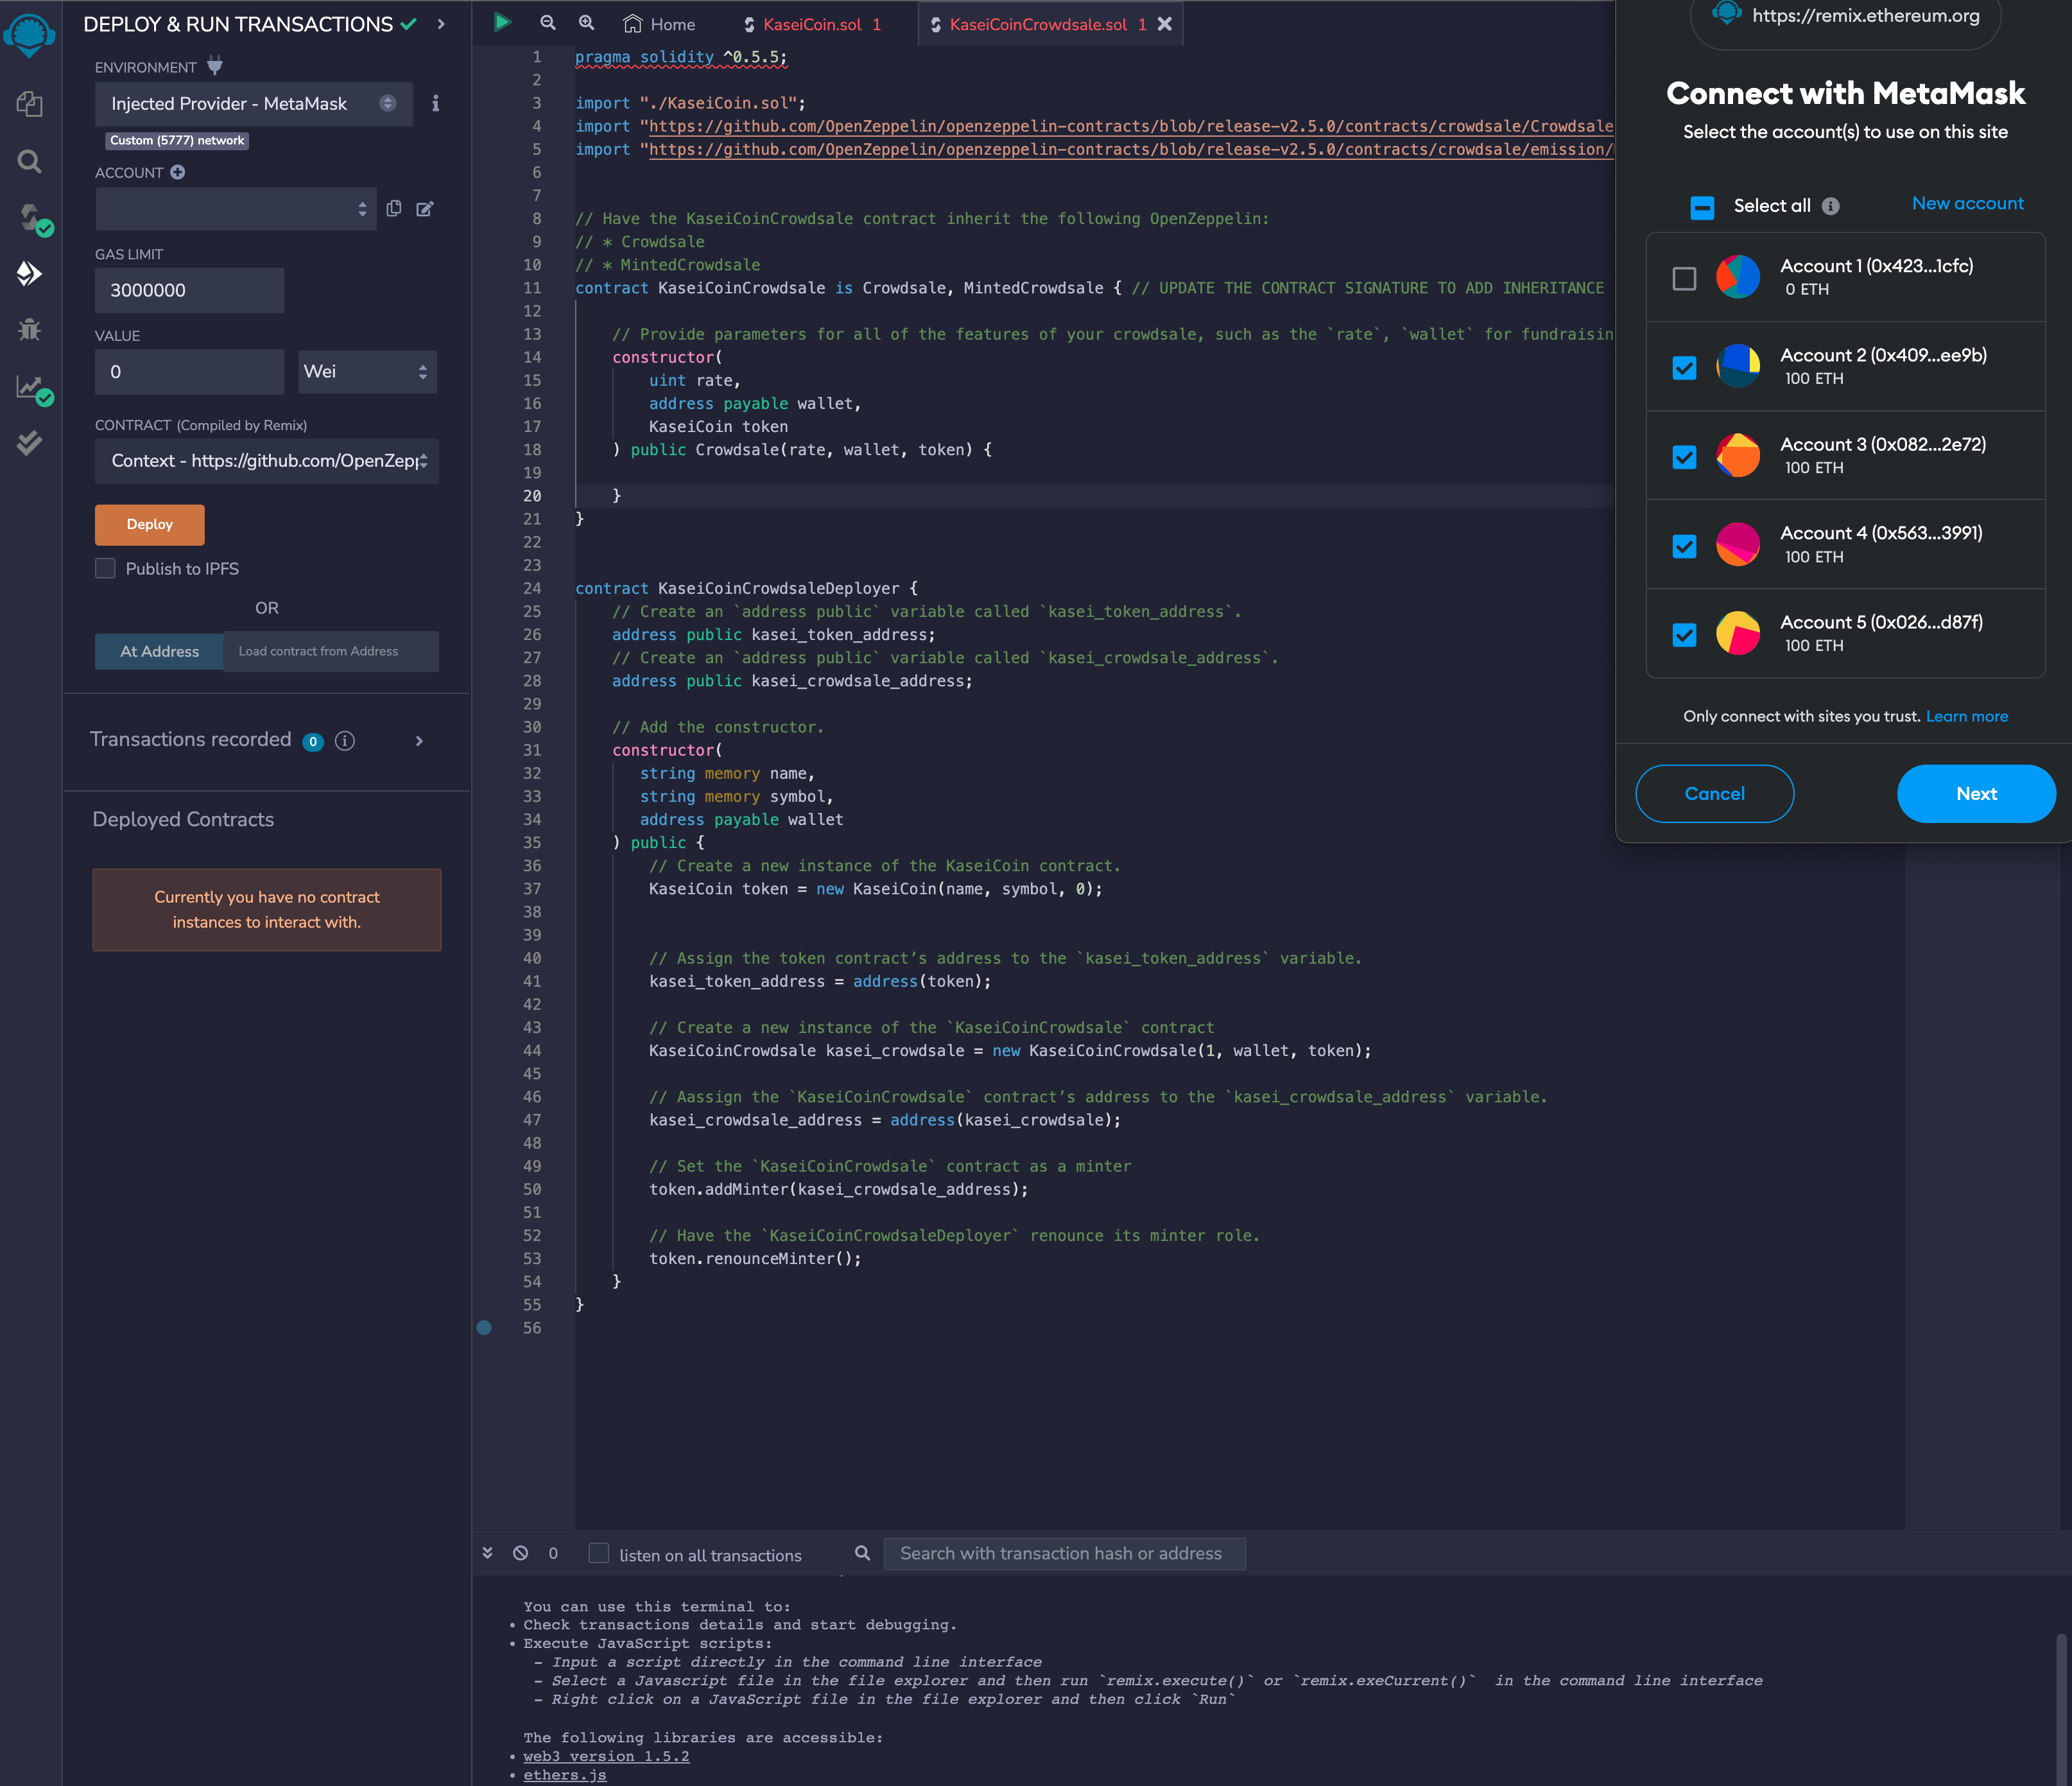 DEPLOY & RUN TRANSACTIONS
ENVIRONMENT
Injected Provider - MetaMask
Custom (5777) network
ACCOUNT
GAS LIMIT
3000000
VALUE
0
Wei
CONTRACT (Compiled by Remix)
Context - https://github.com/OpenZepp
Deploy
Publish to IPFS
OR
At Address
Load contract from Address
Transactions recorded 0
Deployed Contracts
Currently you have no contract
instances to interact with.
Home
KaseiCoin.sol 1
KaseiCoinCrowdsale.sol 1
1 pragma solidity ^0.5.5;
2
3 import "./KaseiCoin.sol";
4 import "https://github.com/OpenZeppelin/openzeppelin-contracts/blob/release-v2.5.0/contracts/crowdsale/Crowdsale
5 import "https://github.com/OpenZeppelin/openzeppelin-contracts/blob/release-v2.5.0/contracts/crowdsale/emission/
6
7
8 // Have the KaseiCoinCrowdsale contract inherit the following OpenZeppelin:
9 // * Crowdsale
10 // * MintedCrowdsale
11 contract KaseiCoinCrowdsale is Crowdsale, MintedCrowdsale { // UPDATE THE CONTRACT SIGNATURE TO ADD INHERITANCE
12
13 // Provide parameters for all of the features of your crowdsale, such as the `rate`, `wallet` for fundraisin
14 constructor(
15 uint rate,
16 address payable wallet,
17 KaseiCoin token
18 ) public Crowdsale(rate, wallet, token) {
19
20 }
21 }
22
23
24 contract KaseiCoinCrowdsaleDeployer {
25 // Create an `address public` variable called `kasei_token_address`.
26 address public kasei_token_address;
27 // Create an `address public` variable called `kasei_crowdsale_address`.
28 address public kasei_crowdsale_address;
29
30 // Add the constructor.
31 constructor(
32 string memory name,
33 string memory symbol,
34 address payable wallet
35 ) public {
36 // Create a new instance of the KaseiCoin contract.
37 KaseiCoin token = new KaseiCoin(name, symbol, 0);
38
39
40 // Assign the token contract’s address to the `kasei_token_address` variable.
41 kasei_token_address = address(token);
42
43 // Create a new instance of the `KaseiCoinCrowdsale` contract
44 KaseiCoinCrowdsale kasei_crowdsale = new KaseiCoinCrowdsale(1, wallet, token);
45
46 // Aassign the `KaseiCoinCrowdsale` contract’s address to the `kasei_crowdsale_address` variable.
47 kasei_crowdsale_address = address(kasei_crowdsale);
48
49 // Set the `KaseiCoinCrowdsale` contract as a minter
50 token.addMinter(kasei_crowdsale_address);
51
52 // Have the `KaseiCoinCrowdsaleDeployer` renounce its minter role.
53 token.renounceMinter();
54 }
55 }
56
https://remix.ethereum.org
Connect with MetaMask
Select the account(s) to use on this site
Select all
New account
Account 1 (0x423...1cfc)
0 ETH
Account 2 (0x409...ee9b)
100 ETH
Account 3 (0x082...2e72)
100 ETH
Account 4 (0x563...3991)
100 ETH
Account 5 (0x026...d87f)
100 ETH
Only connect with sites you trust. Learn more
Cancel
Next
0
listen on all transactions
Search with transaction hash or address
You can use this terminal to:
• Check transactions details and start debugging.
• Execute JavaScript scripts:
- Input a script directly in the command line interface
- Select a Javascript file in the file explorer and then run `remix.execute()` or `remix.exeCurrent()` in the command line interface
- Right click on a JavaScript file in the file explorer and then click `Run`
The following libraries are accessible:
• web3 version 1.5.2
• ethers.js